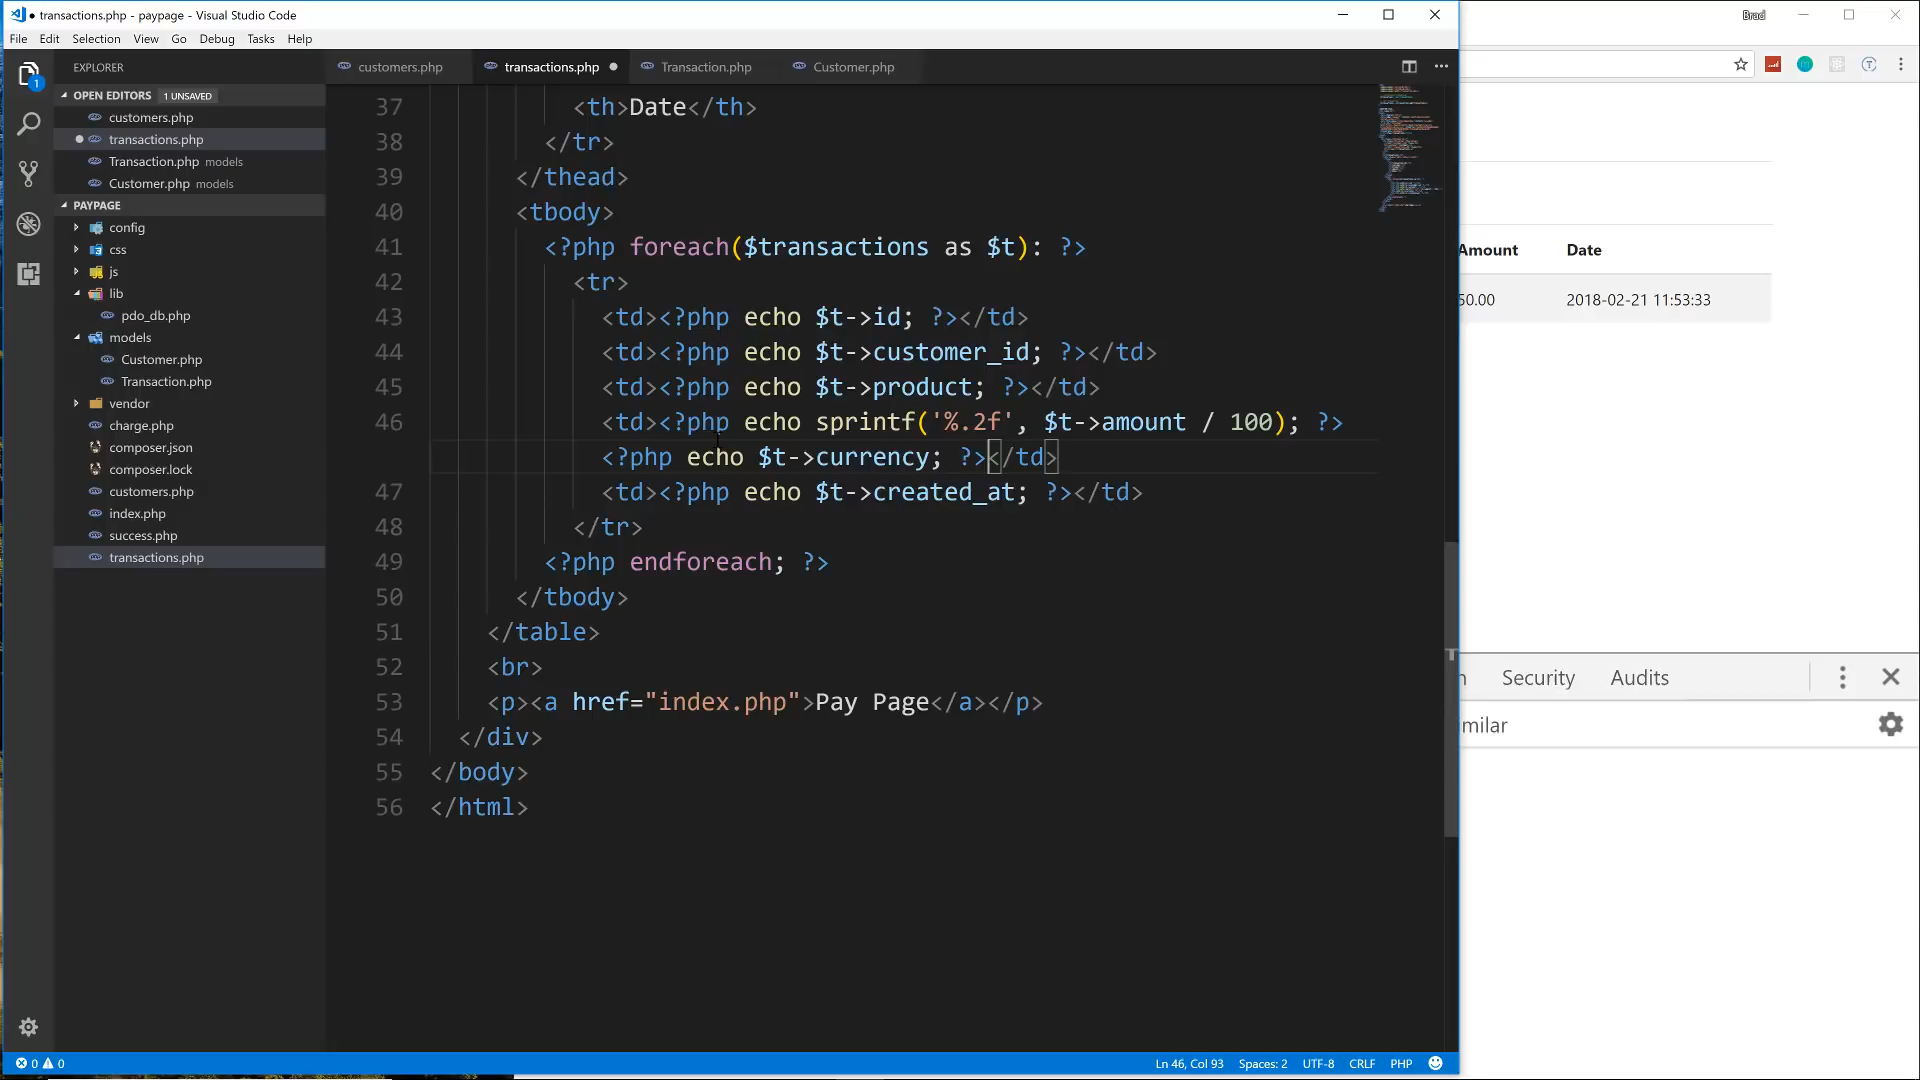 transactions.php - paypage - Visual Studio Code
File Edit Selection View Go Debug Tasks Help
EXPLORER
OPEN EDITORS 1 UNSAVED
customers.php
transactions.php
Transaction.php models
Customer.php models
PAYPAGE
config
css
js
lib
pdo_db.php
models
Customer.php
Transaction.php
vendor
charge.php
composer.json
composer.lock
customers.php
index.php
success.php
transactions.php
1
customers.php transactions.php Transaction.php Customer.php
37 <th>Date</th>
38 </tr>
39 </thead>
40 <tbody>
41 <?php foreach($transactions as $t): ?>
42 <tr>
43 <td><?php echo $t->id; ?></td>
44 <td><?php echo $t->customer_id; ?></td>
45 <td><?php echo $t->product; ?></td>
46 <td><?php echo sprintf('%.2f', $t->amount / 100); ?>
<?php echo $t->currency; ?></td>
47 <td><?php echo $t->created_at; ?></td>
48 </tr>
49 <?php endforeach; ?>
50 </tbody>
51 </table>
52 <br>
53 <p><a href="index.php">Pay Page</a></p>
54 </div>
55 </body>
56 </html>
0 0
Ln 46, Col 93 Spaces: 2 UTF-8 CRLF PHP
Brad
Amount Date
50.00 2018-02-21 11:53:33
Security Audits
milar